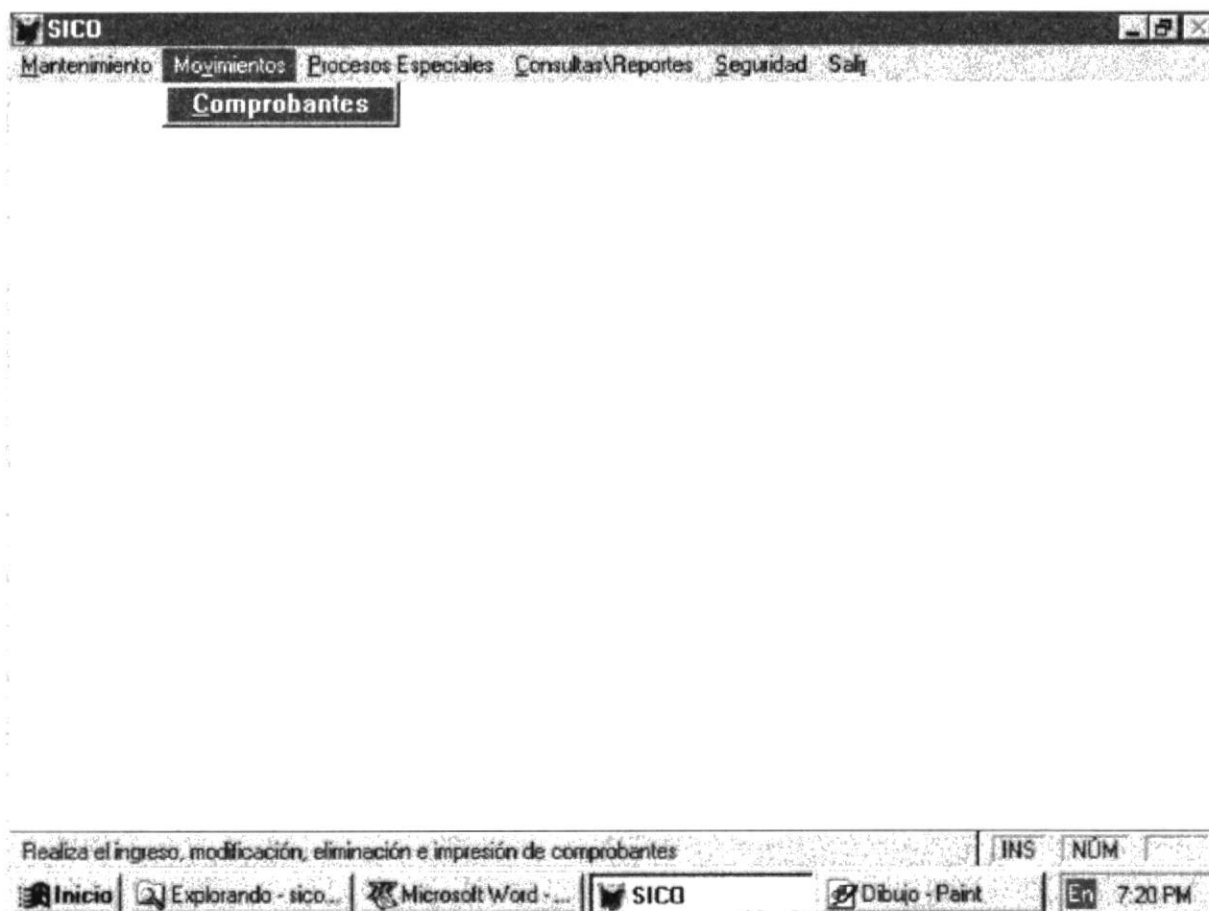 SICO
Mantenimiento Movimientos Procesos Especiales Consultas\Reportes Seguridad Salir
Comprobantes
Realiza el ingreso, modificación, eliminación e impresión de comprobantes INS NÚM
Inicio Explorando - sico... Microsoft Word -... SICO Dibujo - Paint En 7:20 PM